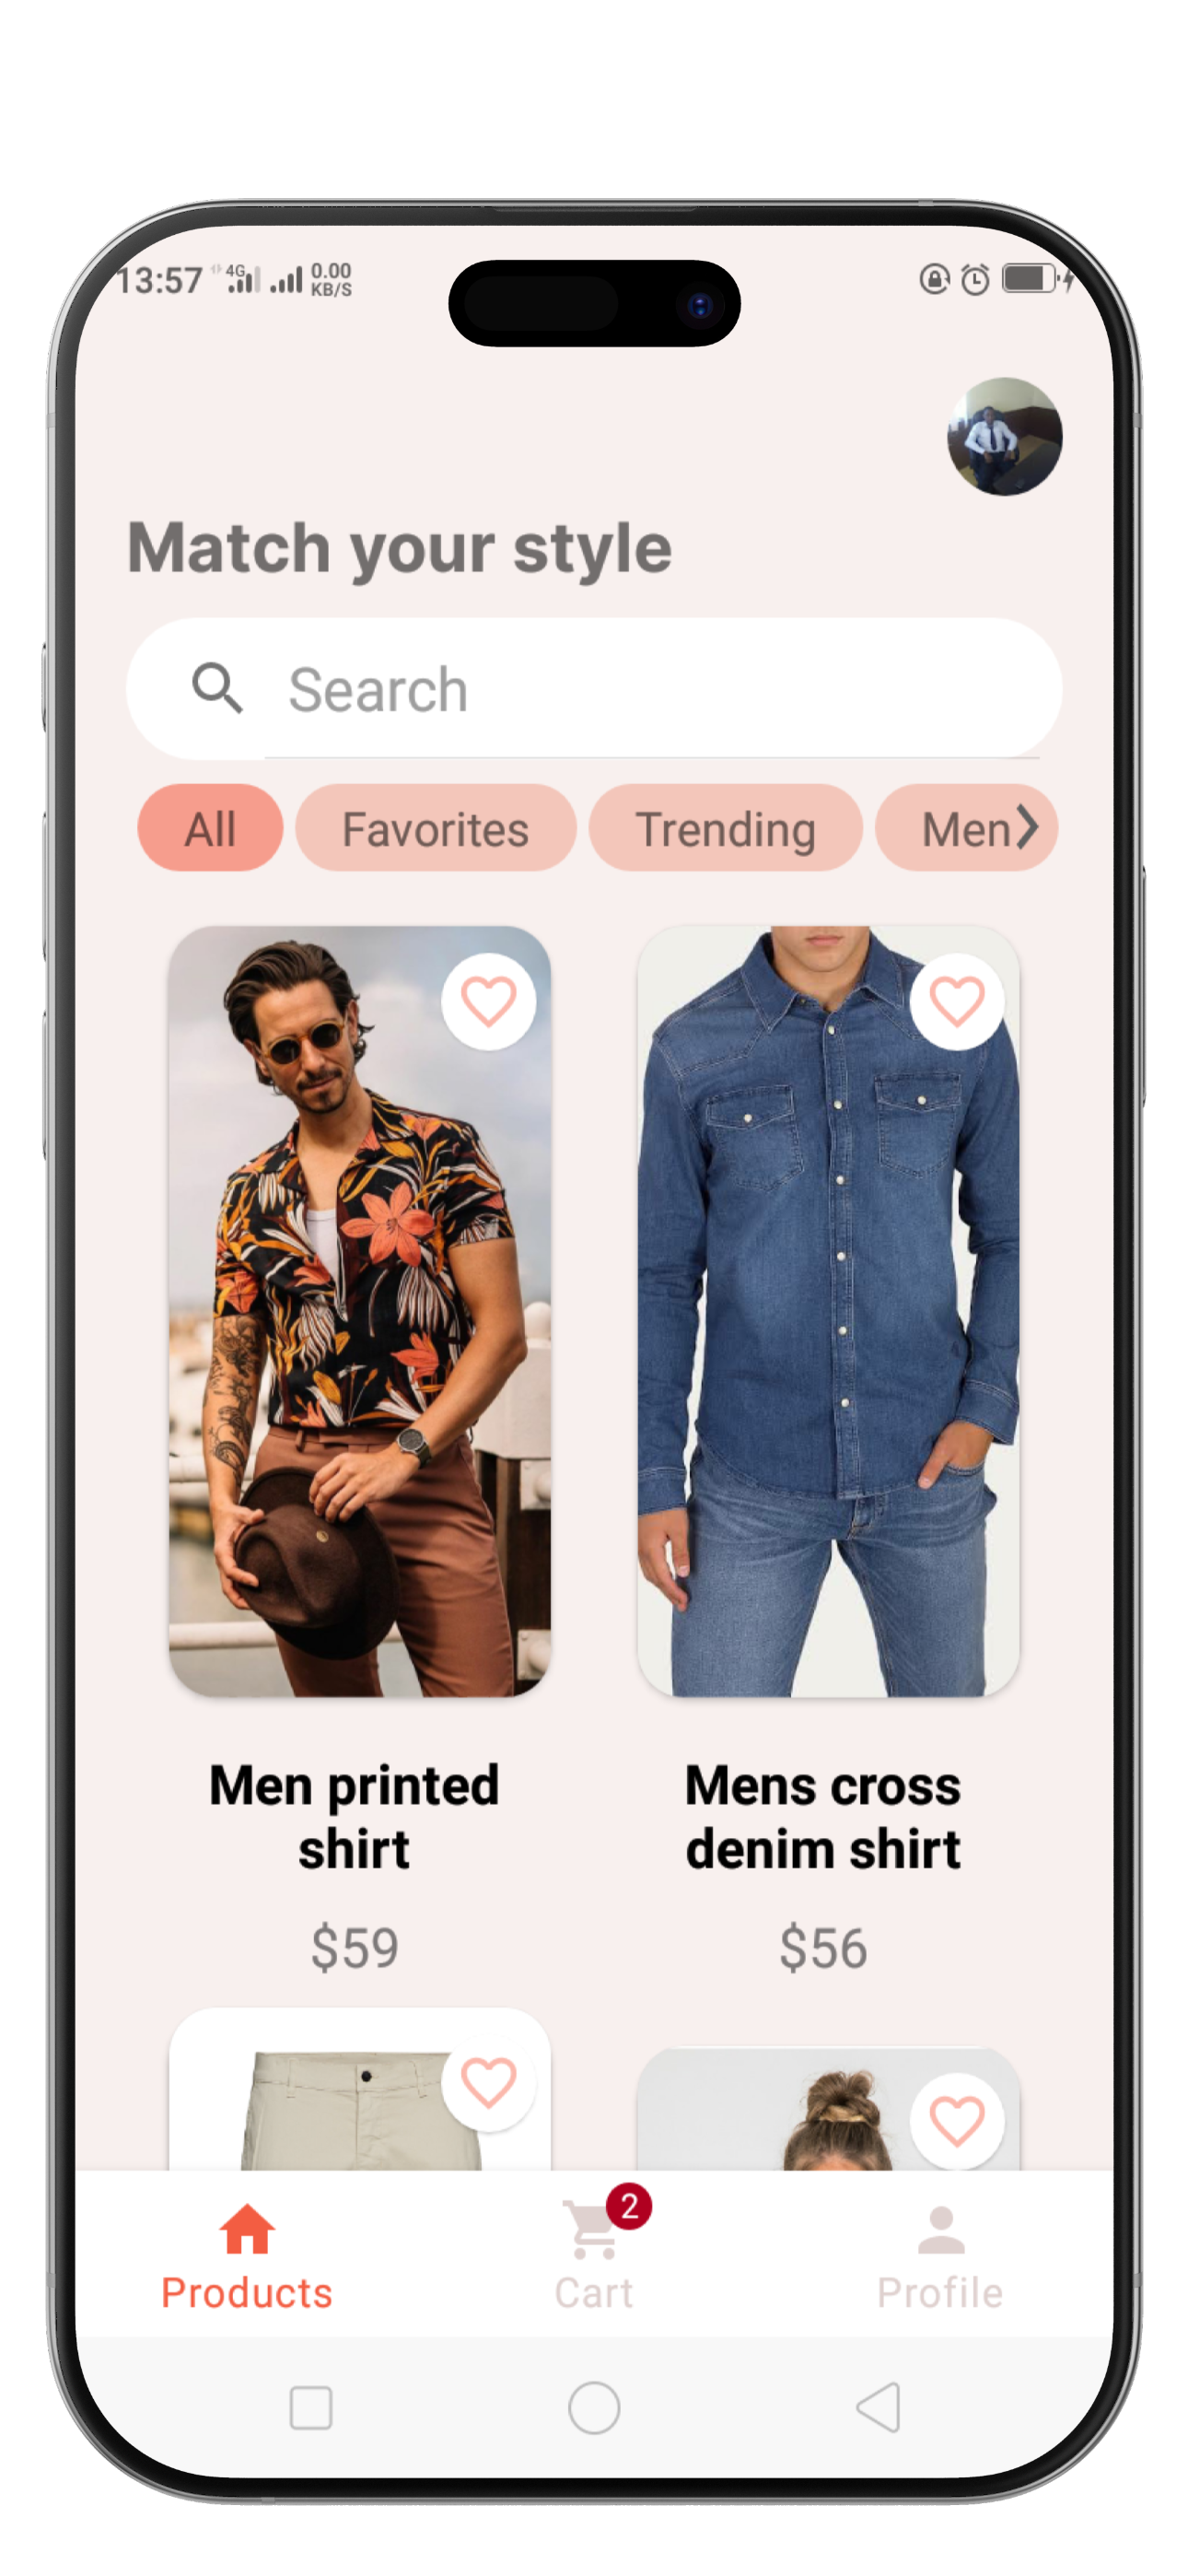 13:57 4G 0.00
KB/S
Match your style
Search
All Favorites Trending Men
Men printed
shirt
$59
Mens cross
denim shirt
$56
2
Products Cart Profile